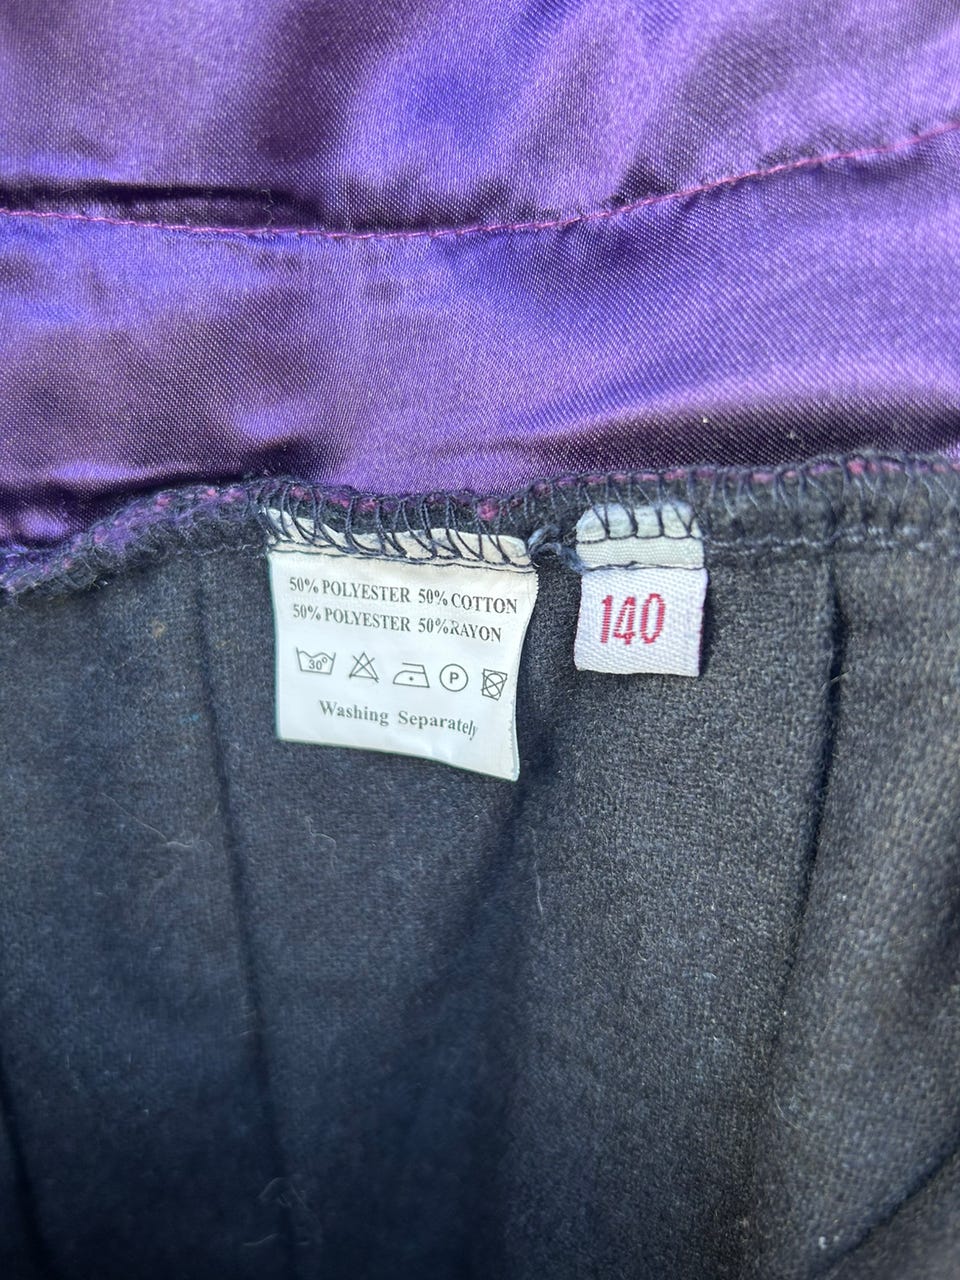 50% POLYESTER 50% COTTON
50% POLYESTER 50%RAYON
30°
P
Washing Separately
140